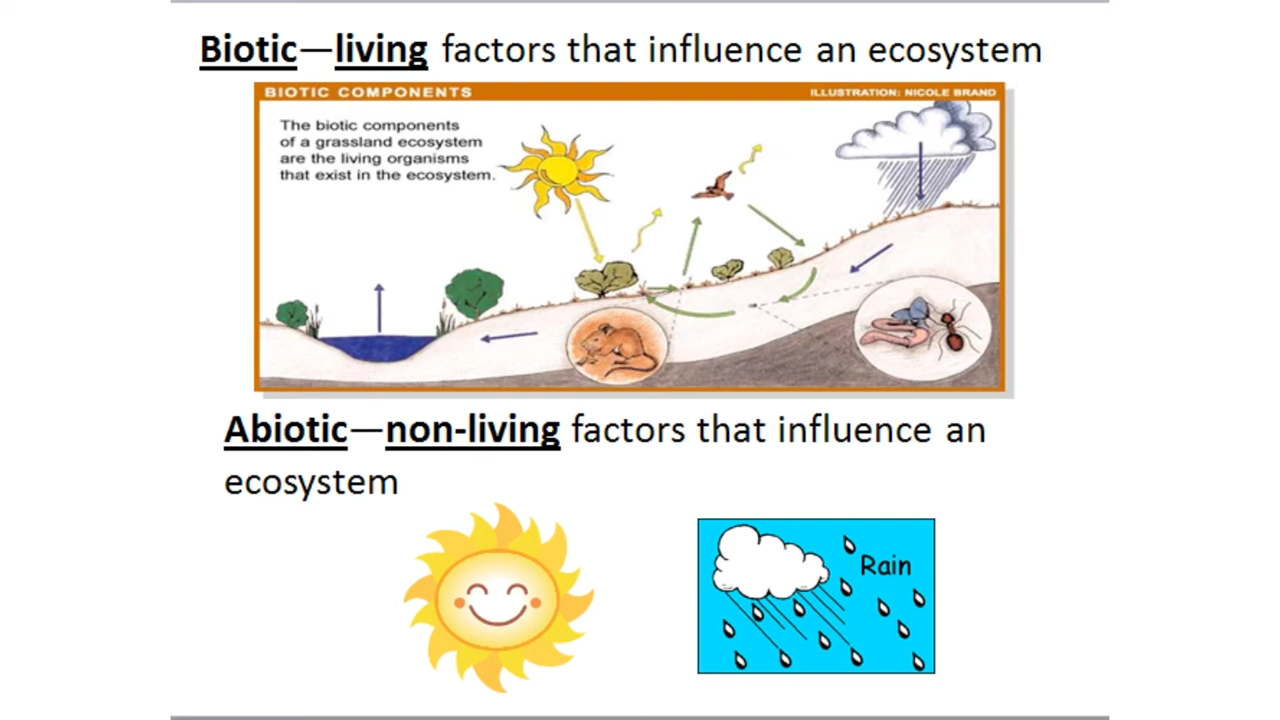 Biotic—living factors that influence an ecosystem
BIOTIC COMPONENTS
ILLUSTRATION: NICOLE BRAND
The biotic components
of a grassland ecosystem
are the living organisms
that exist in the ecosystem.
Abiotic—non-living factors that influence an
ecosystem
Rain